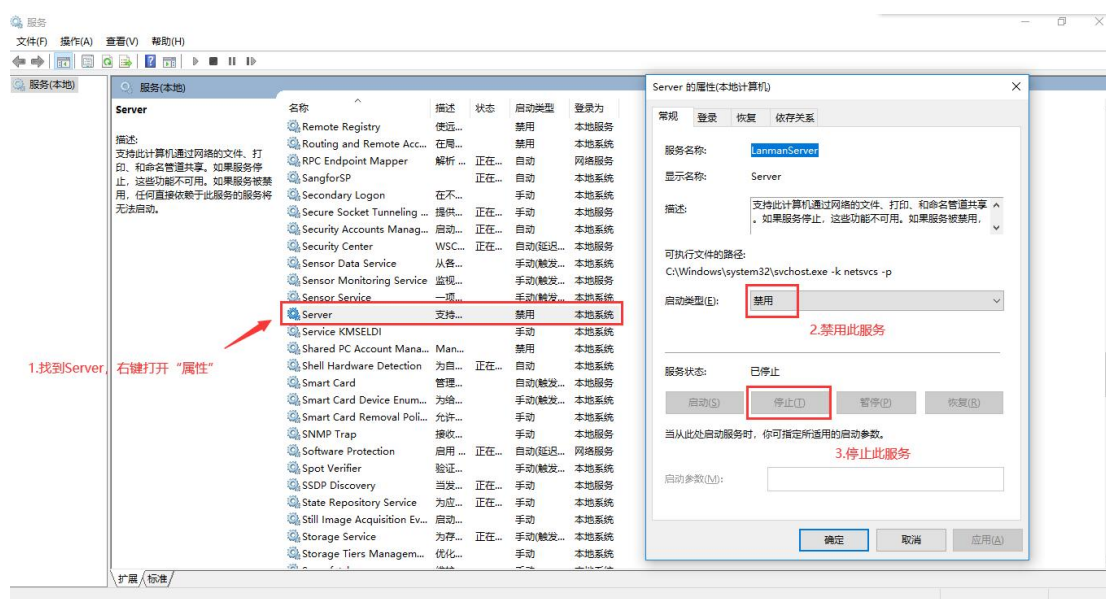 服务
文件(F) 操作(A) 查看(V) 帮助(H)
服务(本地)
服务(本地)
Server
描述:
支持此计算机通过网络的文件、打
印、和命名管道共享。如果服务停
止，这些功能不可用。如果服务被禁
用，任何直接依赖于此服务的服务将
无法启动。
名称 描述 状态 启动类型 登录为
Remote Registry 使远... 禁用 本地服务
Routing and Remote Acc... 在局... 禁用 本地系统
RPC Endpoint Mapper 解析 ... 正在... 自动 网络服务
SangforSP 正在... 自动 本地系统
Secondary Logon 在不... 手动 本地系统
Secure Socket Tunneling ... 提供... 正在... 手动 本地服务
Security Accounts Manag... 启动... 正在... 自动 本地系统
Security Center WSC... 正在... 自动(延迟... 本地服务
Sensor Data Service 从各... 手动(触发... 本地系统
Sensor Monitoring Service 监视... 手动(触发... 本地服务
Sensor Service 一项... 手动(触发... 本地系统
Server 支持... 禁用 本地系统
Service KMSELDI 手动 本地系统
Shared PC Account Mana... Man... 禁用 本地系统
Shell Hardware Detection 为自... 正在... 自动 本地系统
Smart Card 管理... 自动(触发... 本地服务
Smart Card Device Enum... 为给... 手动(触发... 本地系统
Smart Card Removal Poli... 允许... 手动 本地系统
SNMP Trap 接收... 手动 本地服务
Software Protection 启用 ... 正在... 自动(延迟... 网络服务
Spot Verifier 验证... 手动(触发... 本地系统
SSDP Discovery 当发... 正在... 手动 本地服务
State Repository Service 为应... 正在... 手动 本地系统
Still Image Acquisition Ev... 启动... 手动 本地系统
Storage Service 为存... 正在... 手动(触发... 本地系统
Storage Tiers Managem... 优化... 手动 本地系统
扩展 标准
1.找到Server，右键打开“属性”
Server 的属性(本地计算机)
常规 登录 恢复 依存关系
服务名称: LanmanServer
显示名称: Server
描述: 支持此计算机通过网络的文件、打印、和命名管道共享
。如果服务停止，这些功能不可用。如果服务被禁用，
可执行文件的路径:
C:\Windows\system32\svchost.exe -k netsvcs -p
启动类型(E): 禁用
2.禁用此服务
服务状态: 已停止
启动(S) 停止(T) 暂停(P) 恢复(R)
当从此处启动服务时，你可指定所适用的启动参数。
3.停止此服务
启动参数(M):
确定 取消 应用(A)